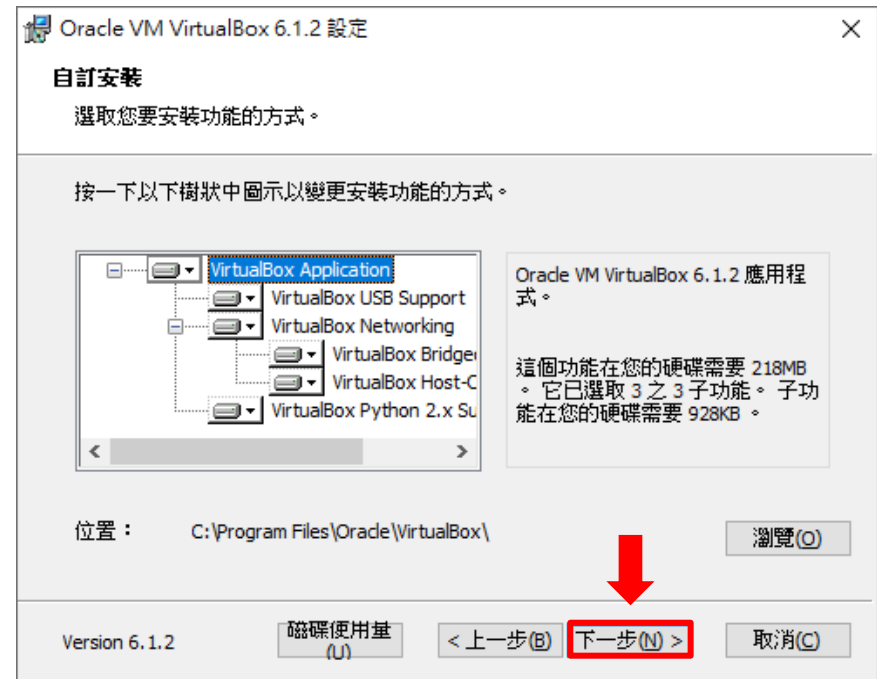 Oracle VM VirtualBox 6.1.2 設定
自訂安裝
選取您要安裝功能的方式。
按一下以下樹狀中圖示以變更安裝功能的方式。
VirtualBox Application
VirtualBox USB Support
VirtualBox Networking
VirtualBox Bridge
VirtualBox Host-C
VirtualBox Python 2.x Su
Oracle VM VirtualBox 6.1.2 應用程
式。
這個功能在您的硬碟需要 218MB
。 它已選取 3 之 3 子功能。 子功
能在您的硬碟需要 928KB 。
位置：
C:\Program Files\Oracle\VirtualBox\
瀏覽(O)
Version 6.1.2
磁碟使用量
(U)
< 上一步(B)
下一步(N) >
取消(C)